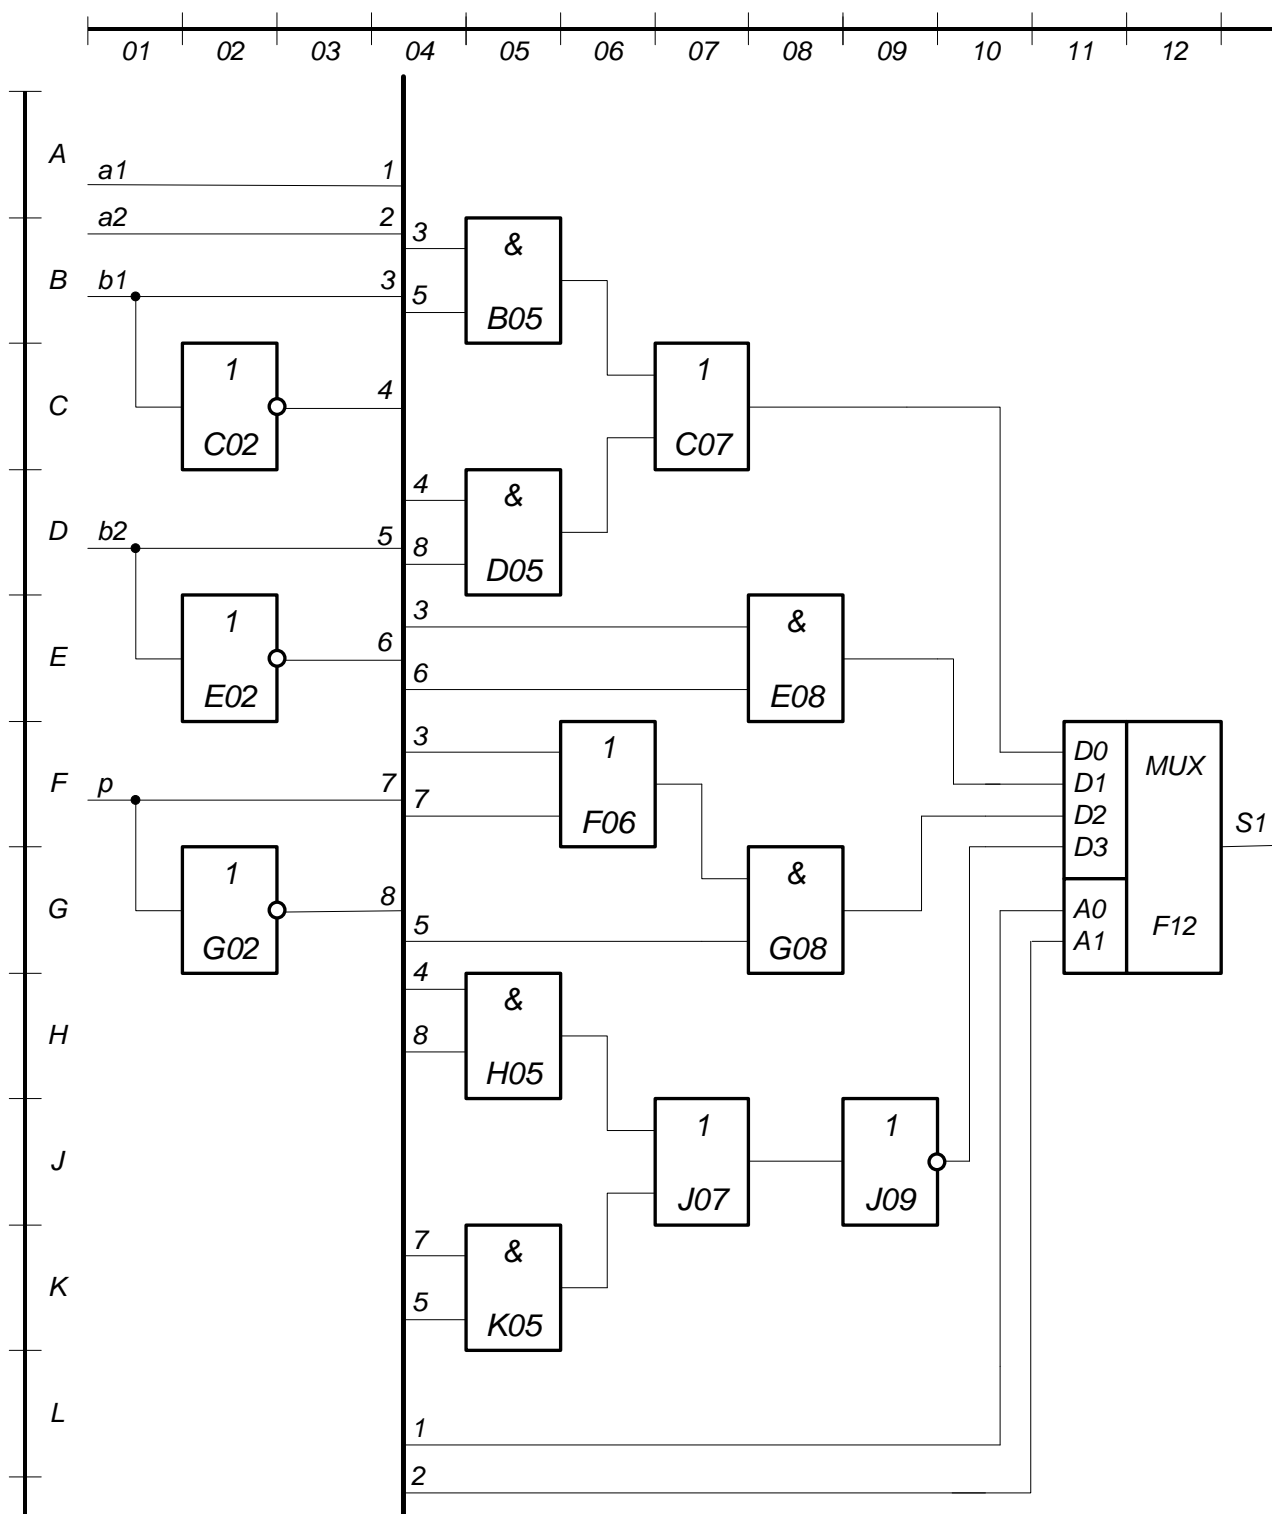 01 02 03 04 05 06 07 08 09 10 11 12
A
a1 1
a2 2
3 &
B b1 3
5
B05
1 1
C 4
C02 C07
4 &
D b2 5
8
D05
3 &
1
E 6
6
E02 E08
3 1
D0 MUX
F p 7
D1
7
F06
D2
D3
S1
1 &
G 8
A0 F12
5
A1
G02 G08
4 &
H 8
H05
1 1
J
J07 J09
7 &
K
5
K05
L
1
2